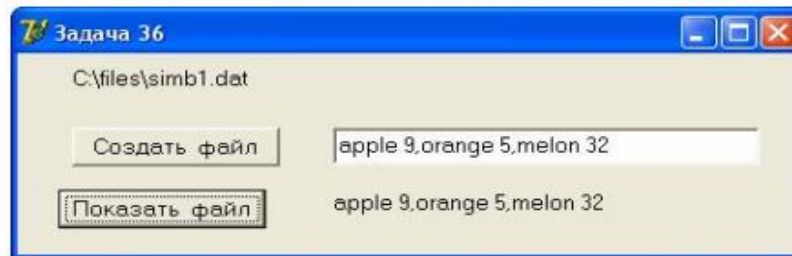 Задача 36
C:\files\simb1.dat
Создать файл apple 9,orange 5,melon 32
Показать файл apple 9,orange 5,melon 32